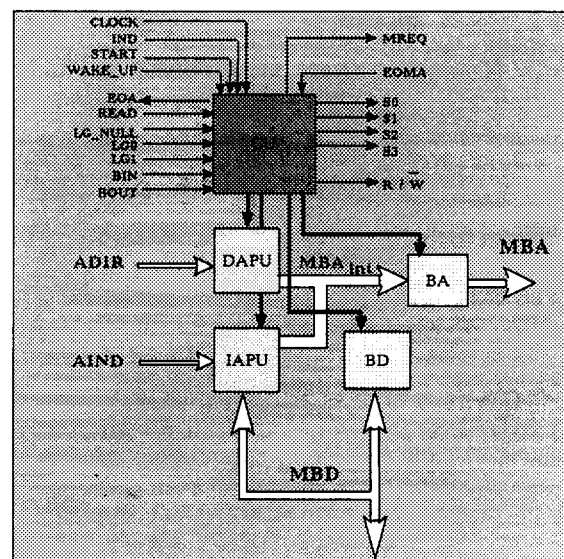 CLOCK
IND
START
WAKE_UP
MREQ
EOMA
EOA
READ
LG_NULL
LG0
LG1
BIN
BOUT
S0
S1
S2
S3
R / W̅
ADIR
DAPU
MBA int
BA
MBA
AIND
IAPU
BD
MBD